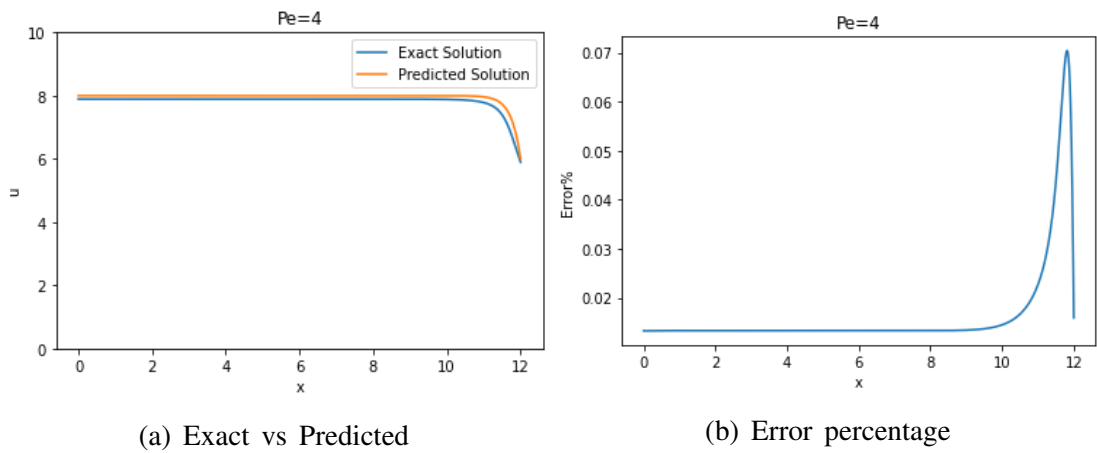 Pe=4
10
8
6
4
2
0
u
Exact Solution
Predicted Solution
0 2 4 6 8 10 12
x
(a) Exact vs Predicted
Pe=4
0.07
0.06
0.05
0.04
0.03
0.02
Error%
0 2 4 6 8 10 12
x
(b) Error percentage